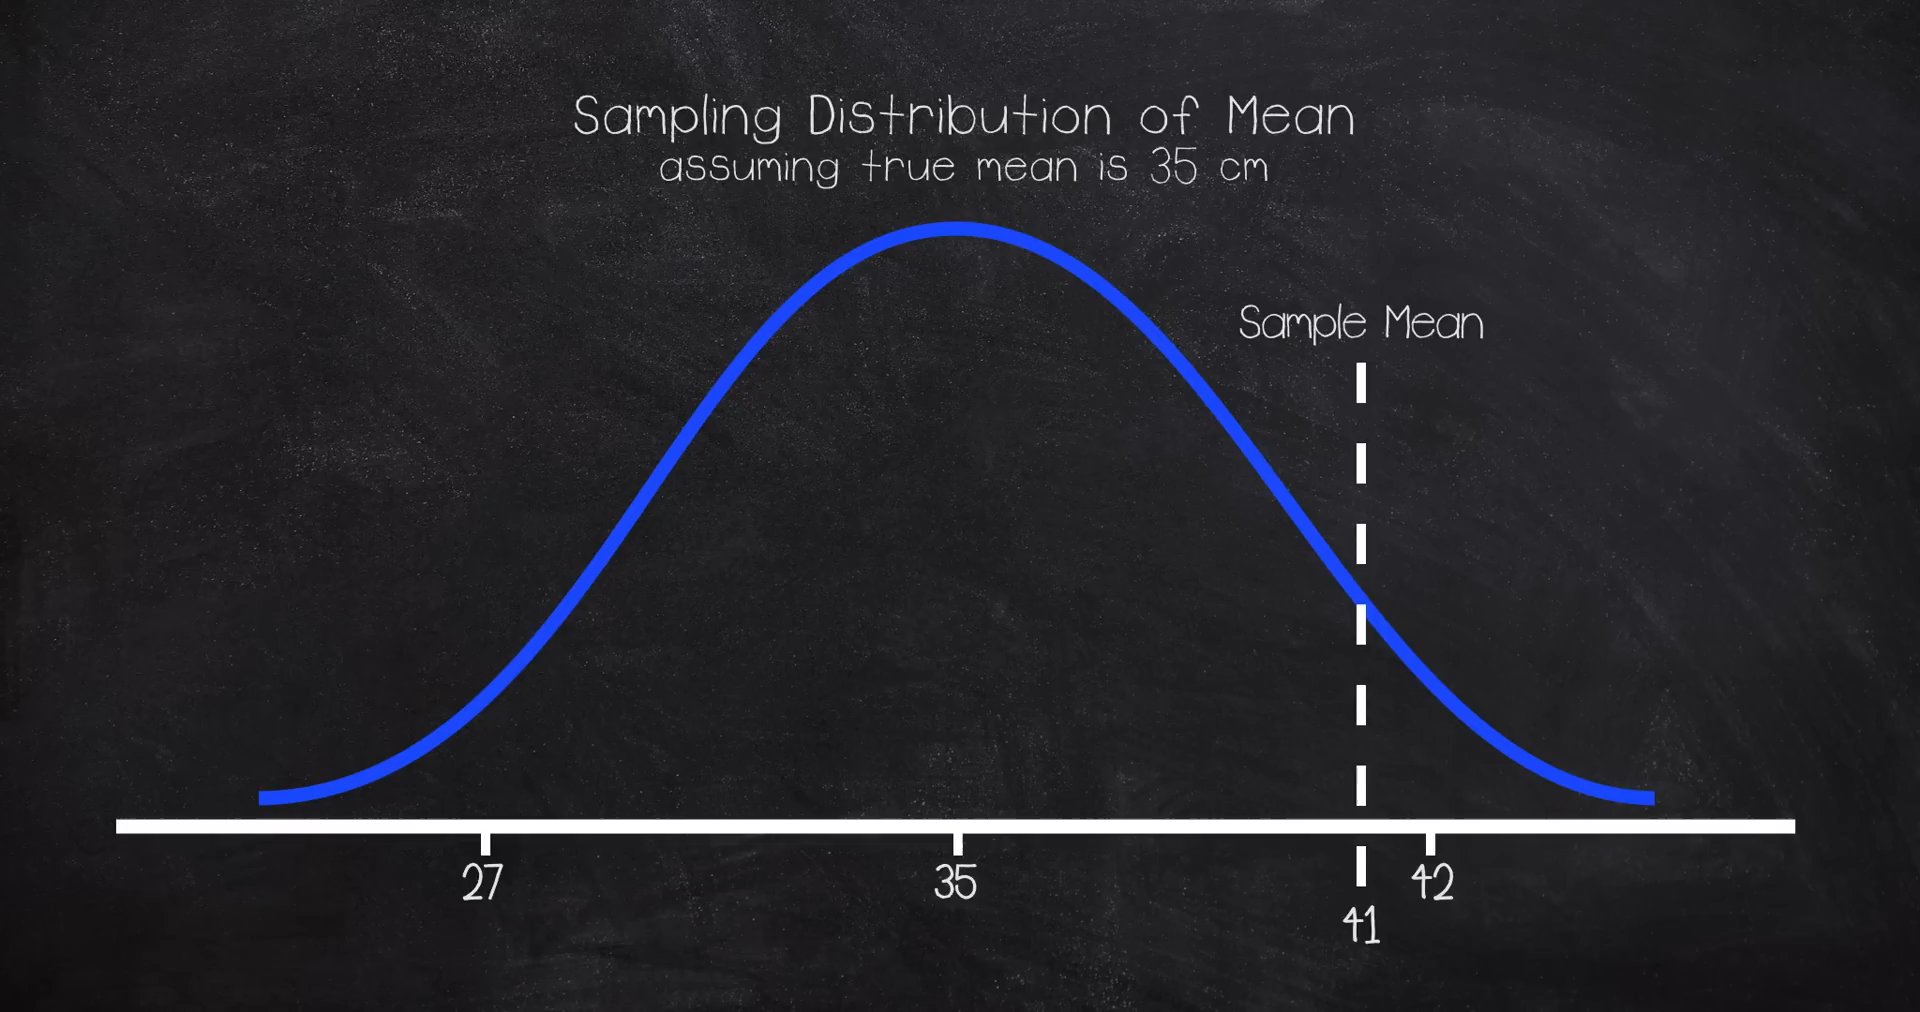 Sampling Distribution of Mean
assuming true mean is 35 cm
Sample Mean
27
35
42
41